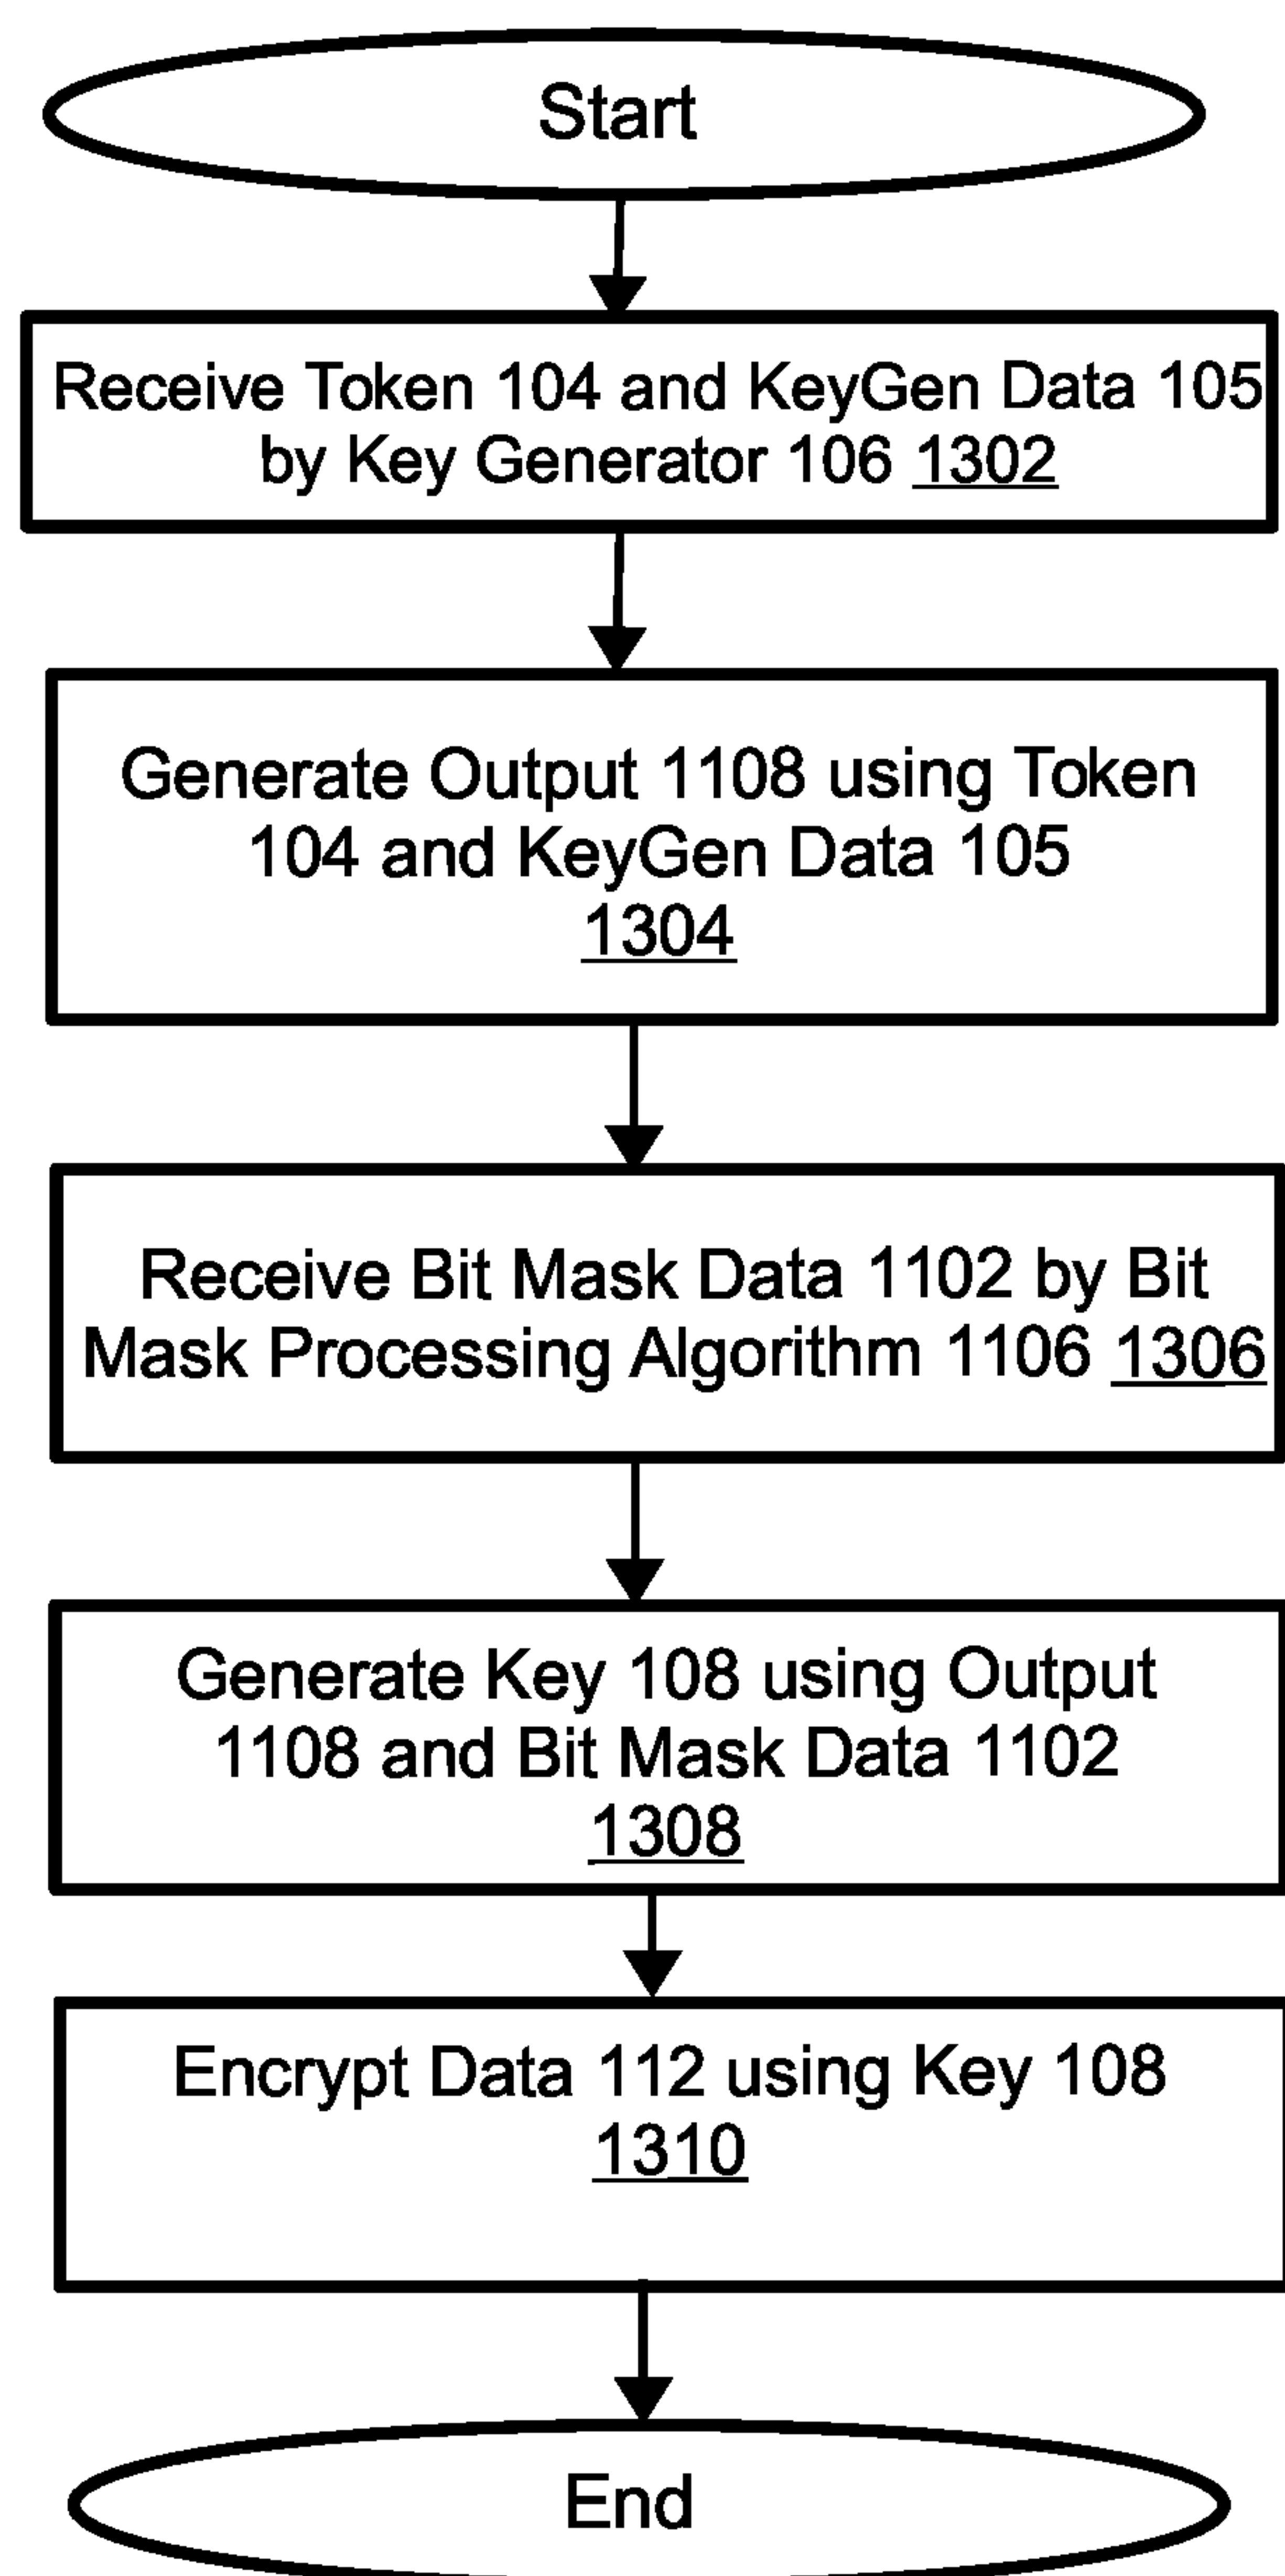 Start
Receive Token 104 and KeyGen Data 105
by Key Generator 106 1302
Generate Output 1108 using Token
104 and KeyGen Data 105
1304
Receive Bit Mask Data 1102 by Bit
Mask Processing Algorithm 1106 1306
Generate Key 108 using Output
1108 and Bit Mask Data 1102
1308
Encrypt Data 112 using Key 108
1310
End